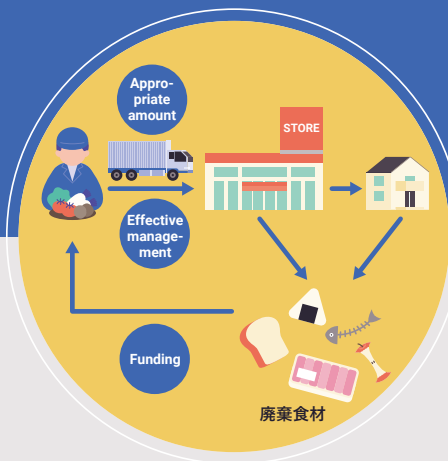 Appro-
priate
amount
STORE
Effective
manage-
ment
Funding
廃棄食材